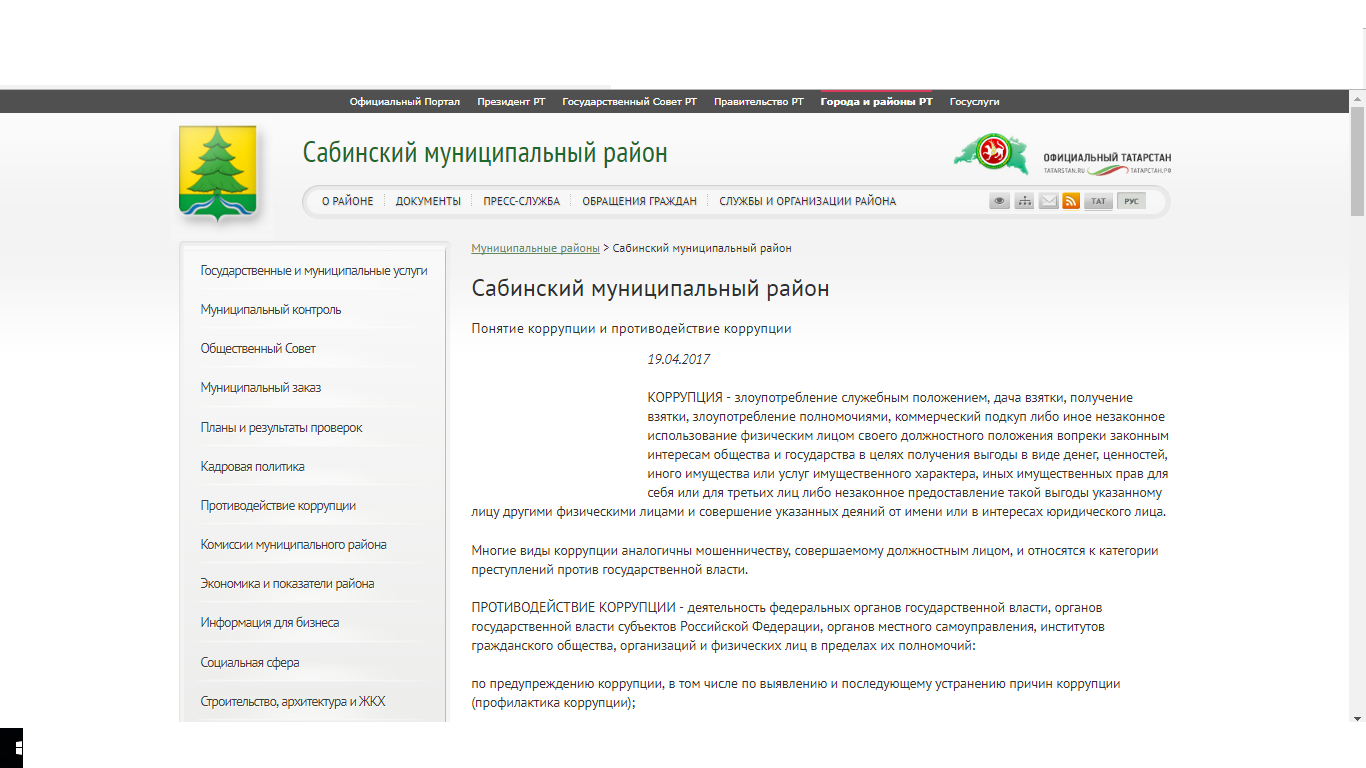 Официальный Портал Президент РТ Государственный Совет РТ Правительство РТ Города и районы РТ Госуслуги
Сабинский муниципальный район
ОФИЦИАЛЬНЫЙ ТАТАРСТАН
TATARSTAN.RU ТАТАРСТАН.РФ
О РАЙОНЕ ДОКУМЕНТЫ ПРЕСС-СЛУЖБА ОБРАЩЕНИЯ ГРАЖДАН СЛУЖБЫ И ОРГАНИЗАЦИИ РАЙОНА ТАТ РУС
Государственные и муниципальные услуги
Муниципальный контроль
Общественный Совет
Муниципальный заказ
Планы и результаты проверок
Кадровая политика
Противодействие коррупции
Комиссии муниципального района
Экономика и показатели района
Информация для бизнеса
Социальная сфера
Строительство, архитектура и ЖКХ
Муниципальные районы > Сабинский муниципальный район
Сабинский муниципальный район
Понятие коррупции и противодействие коррупции
19.04.2017
КОРРУПЦИЯ - злоупотребление служебным положением, дача взятки, получение
взятки, злоупотребление полномочиями, коммерческий подкуп либо иное незаконное
использование физическим лицом своего должностного положения вопреки законным
интересам общества и государства в целях получения выгоды в виде денег, ценностей,
иного имущества или услуг имущественного характера, иных имущественных прав для
себя или для третьих лиц либо незаконное предоставление такой выгоды указанному
лицу другими физическими лицами и совершение указанных деяний от имени или в интересах юридического лица.
Многие виды коррупции аналогичны мошенничеству, совершаемому должностным лицом, и относятся к категории
преступлений против государственной власти.
ПРОТИВОДЕЙСТВИЕ КОРРУПЦИИ - деятельность федеральных органов государственной власти, органов
государственной власти субъектов Российской Федерации, органов местного самоуправления, институтов
гражданского общества, организаций и физических лиц в пределах их полномочий:
по предупреждению коррупции, в том числе по выявлению и последующему устранению причин коррупции
(профилактика коррупции);